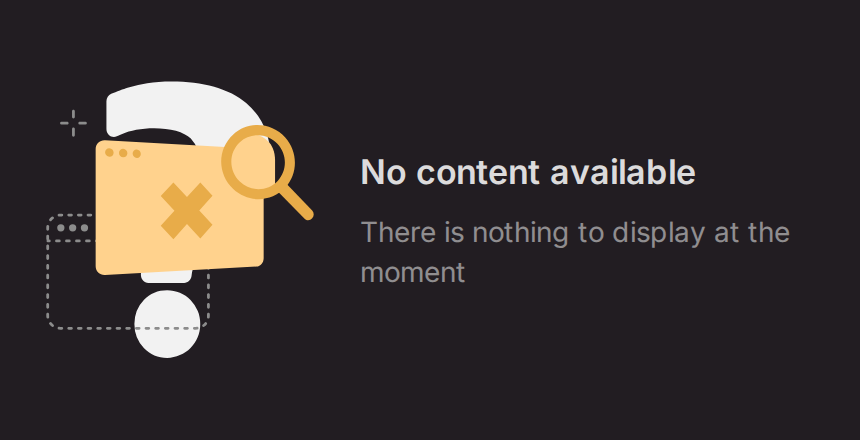 No content available
There is nothing to display at the
moment